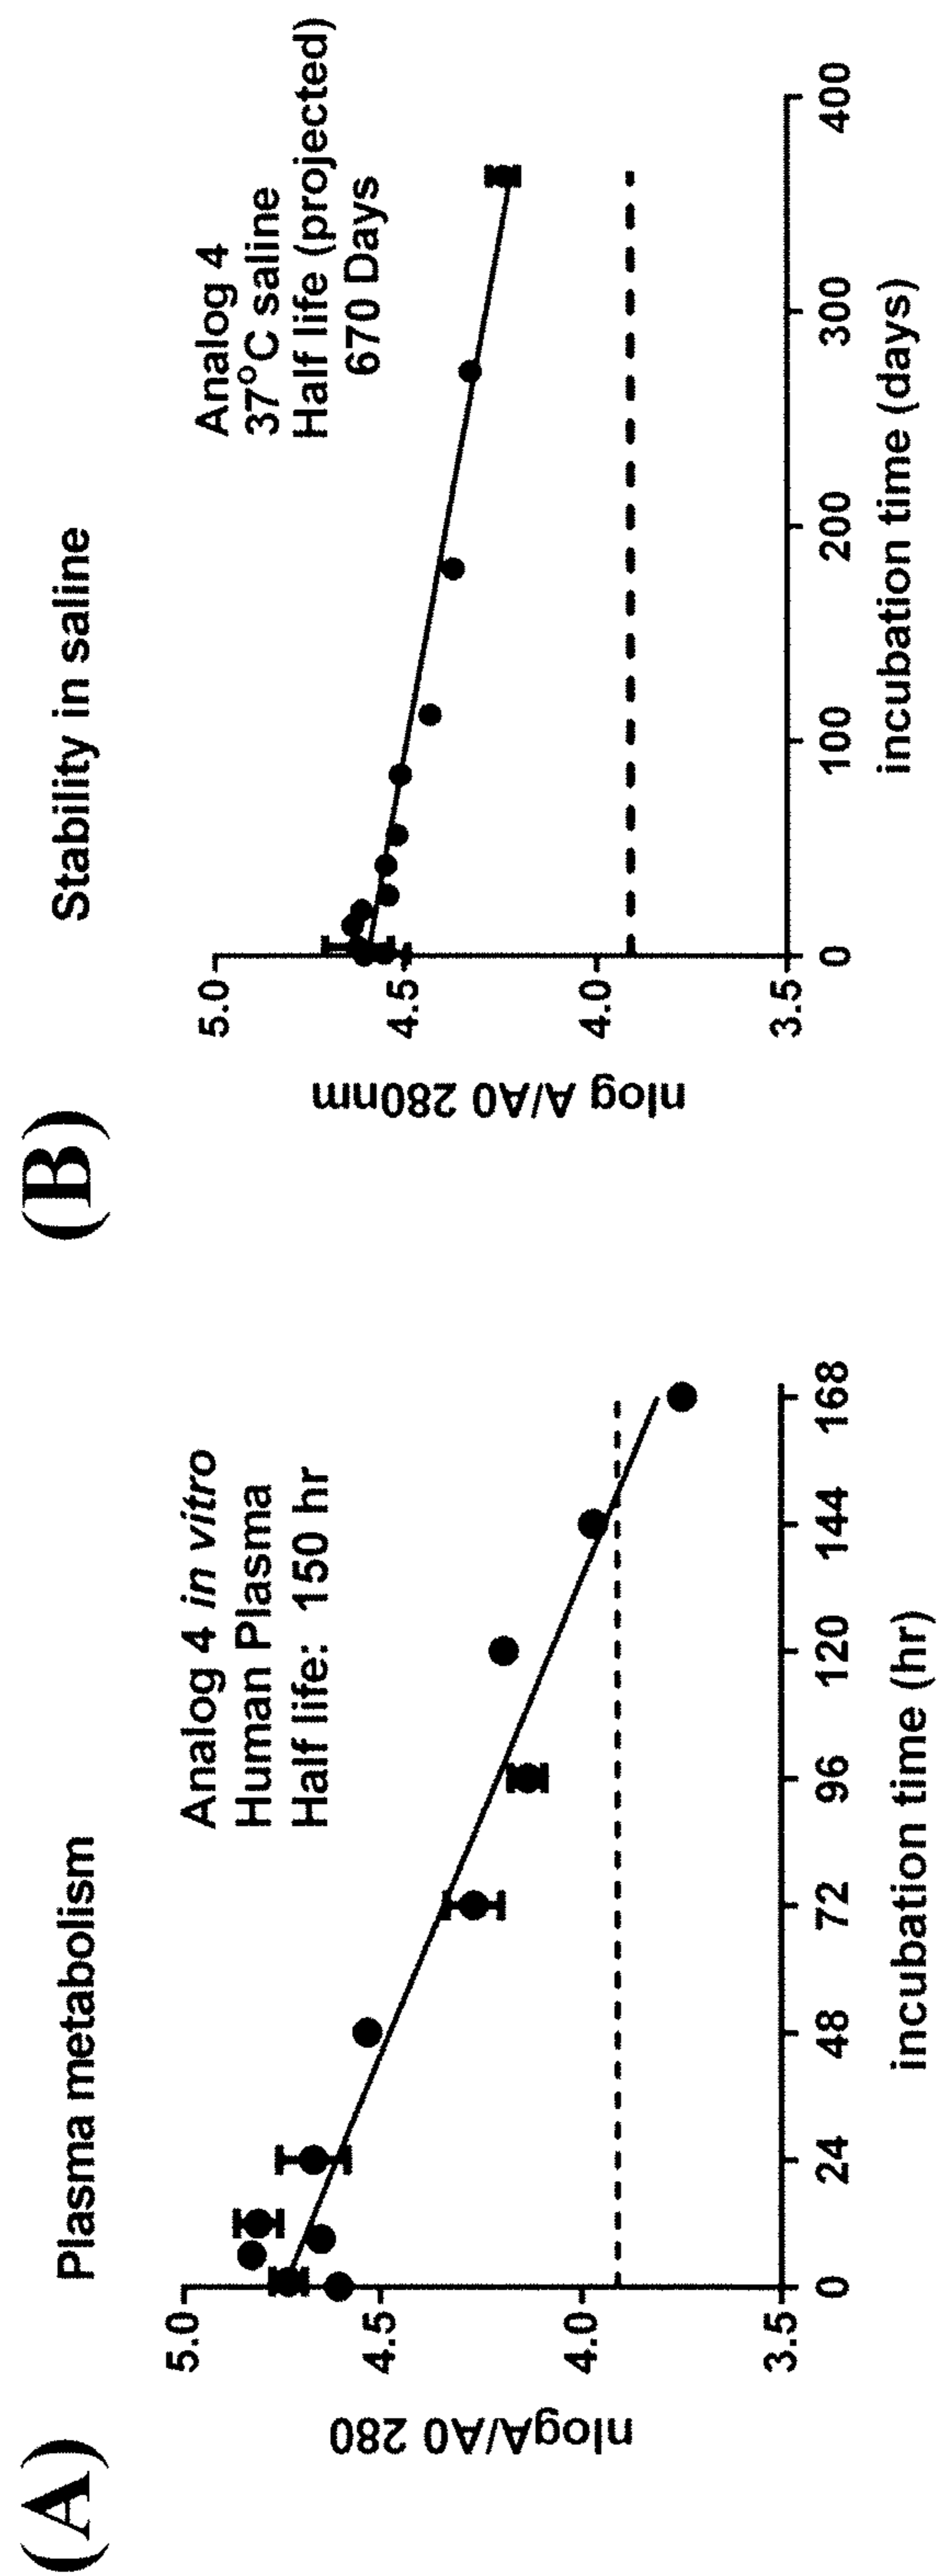 (A)
Plasma metabolism
Analog 4 in vitro
Human Plasma
Half life: 150 hr
nlogA/A0 280
5.0
4.5
4.0
3.5
0 24 48 72 96 120 144 168
incubation time (hr)
(B)
Stability in saline
Analog 4
37°C saline
Half life (projected)
670 Days
nlog A/A0 280nm
5.0
4.5
4.0
3.5
0 100 200 300 400
incubation time (days)